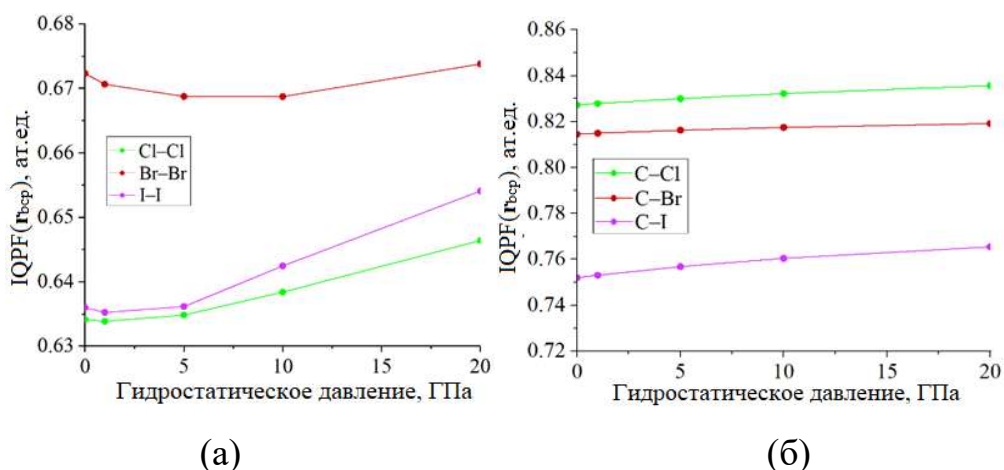 0.68
0.67
0.66
0.65
0.64
0.63
IQPF(r_bcp), ат.ед.
Cl–Cl
Br–Br
I–I
0 5 10 15 20
Гидростатическое давление, ГПа
(а)
0.86
0.84
0.82
0.80
0.78
0.76
0.74
0.72
IQPF(r_bcp), ат.ед.
C–Cl
C–Br
C–I
0 5 10 15 20
Гидростатическое давление, ГПа
(б)